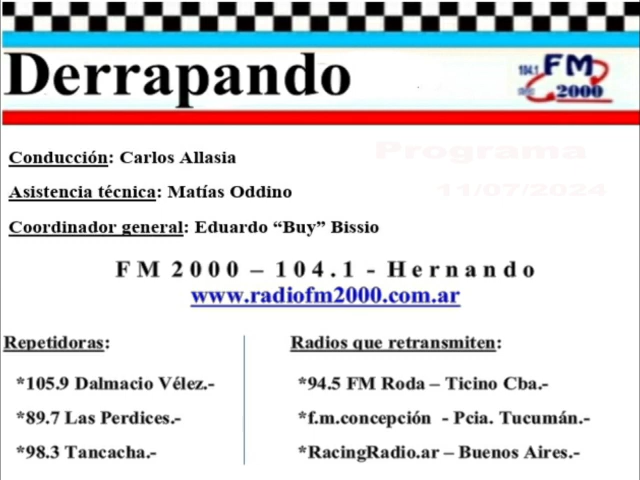 Derrapando
104.1 FM
2000
Conducción: Carlos Allasia
Programa
Asistencia técnica: Matías Oddino
11/07/2024
Coordinador general: Eduardo “Buy” Bissio
FM 2000 – 104.1 - Hernando
www.radiofm2000.com.ar
Repetidoras:
*105.9 Dalmacio Vélez.-
*89.7 Las Perdices.-
*98.3 Tancacha.-
Radios que retransmiten:
*94.5 FM Roda – Ticino Cba.-
*f.m.concepción - Pcia. Tucumán.-
*RacingRadio.ar – Buenos Aires.-